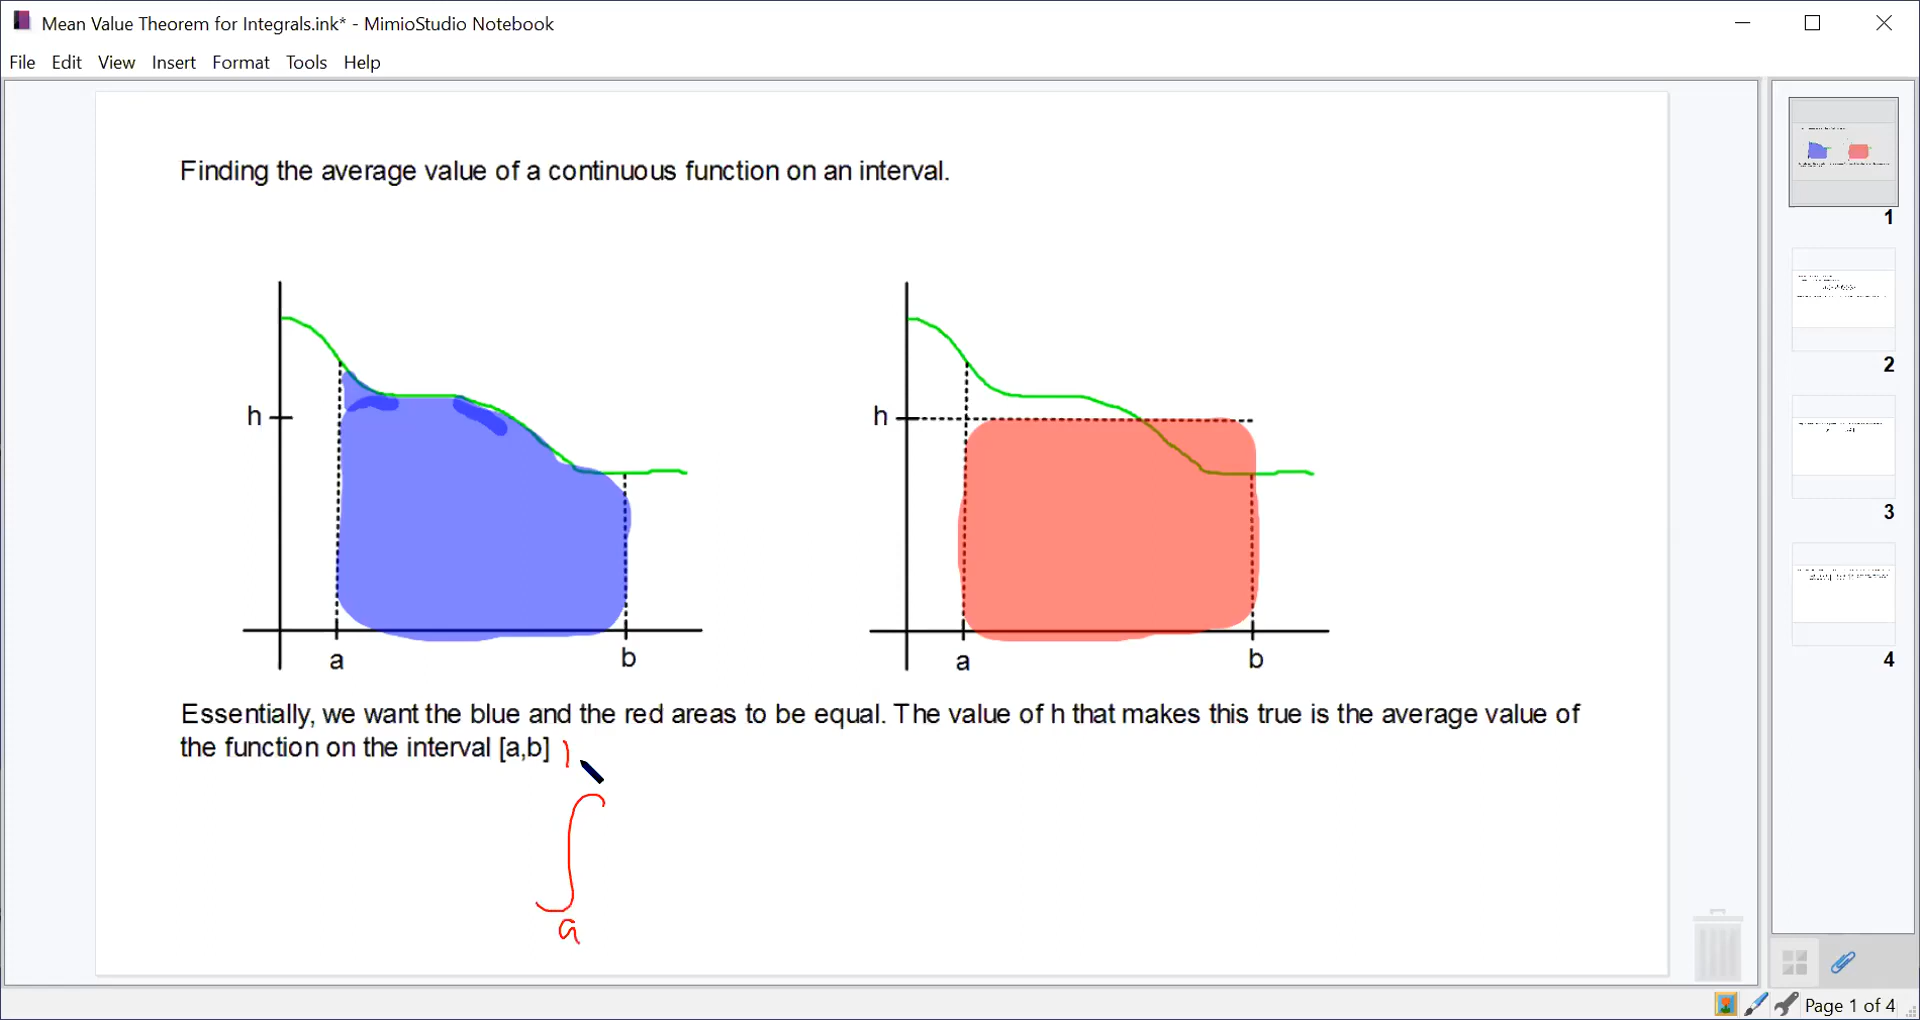 Mean Value Theorem for Integrals.ink* - MimioStudio Notebook
File Edit View Insert Format Tools Help
Finding the average value of a continuous function on an interval.
h
a
b
h
a
b
Essentially, we want the blue and the red areas to be equal. The value of h that makes this true is the average value of
the function on the interval [a,b]
∫
a
1
2
3
4
Page 1 of 4